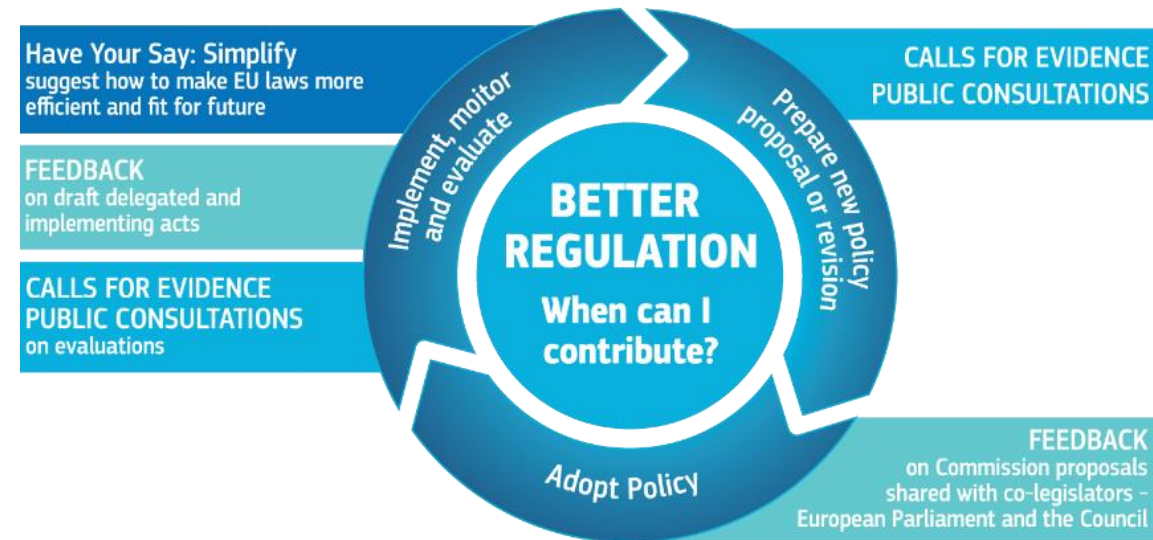 Have Your Say: Simplify
suggest how to make EU laws more
efficient and fit for future
FEEDBACK
on draft delegated and
implementing acts
CALLS FOR EVIDENCE
PUBLIC CONSULTATIONS
on evaluations
Implement, moitor
and evaluate
BETTER
REGULATION
When can I
contribute?
Prepare new policy
proposal or revision
Adopt Policy
CALLS FOR EVIDENCE
PUBLIC CONSULTATIONS
FEEDBACK
on Commission proposals
shared with co-legislators -
European Parliament and the Council